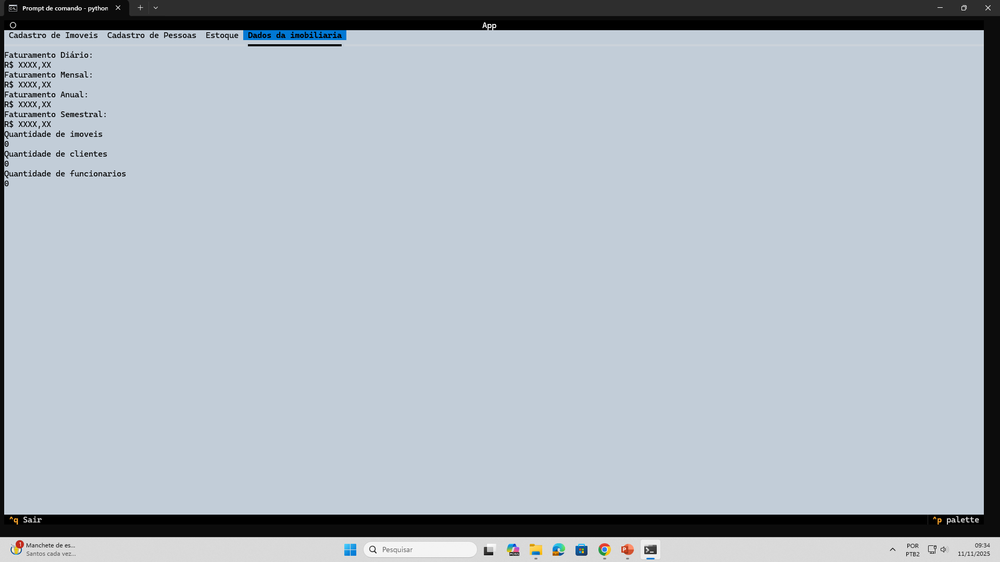 Prompt de comando - python
App
Cadastro de Imoveis Cadastro de Pessoas Estoque Dados da imobiliaria
Faturamento Diário:
R$ XXXX,XX
Faturamento Mensal:
R$ XXXX,XX
Faturamento Anual:
R$ XXXX,XX
Faturamento Semestral:
R$ XXXX,XX
Quantidade de imoveis
0
Quantidade de clientes
0
Quantidade de funcionarios
0
^q Sair
^p palette
1
Manchete de es...
Santos cada vez...
Pesquisar
M365
POR
PTB2
09:34
11/11/2025